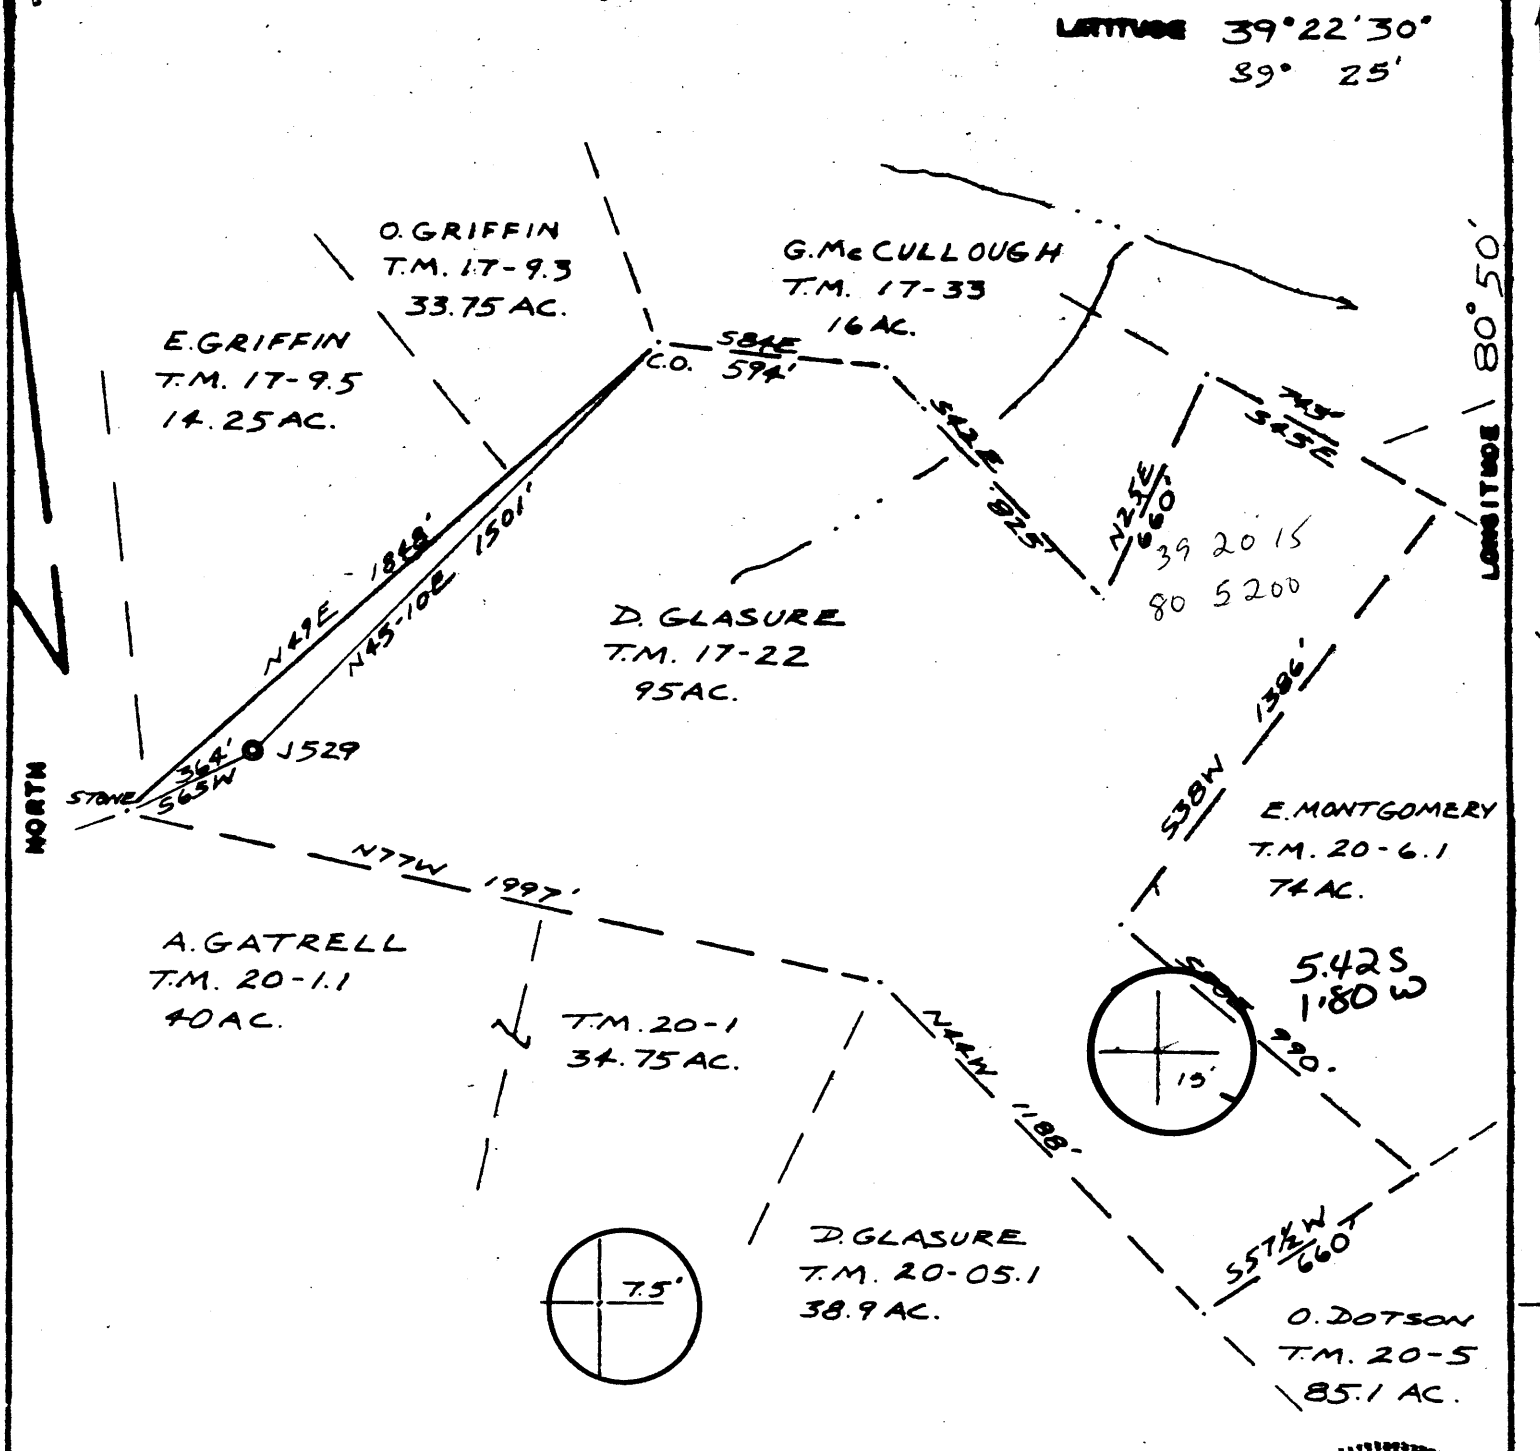 LATITUDE 39°22'30"
39° 25'
O. GRIFFIN
T.M. 17-9.3
33.75 AC.
G. McCULLOUGH
T.M. 17-33
16 AC.
E. GRIFFIN
T.M. 17-9.5
14.25 AC.
80° 50'
LONGITUDE
C.O.
S84E
594'
S42E
825'
N25E
660'
743'
S45E
39 20 15
80 52 00
N49E 1848'
N45-10E 1501'
D. GLASURE
T.M. 17-22
95 AC.
J529
364'
S65W
STONE
NORTH
S38W 1386'
E. MONTGOMERY
T.M. 20-6.1
74 AC.
N77W 1997'
A. GATRELL
T.M. 20-1.1
40 AC.
T.M. 20-1
34.75 AC.
5.42 S
1.80 W
990'
15'
N44W 1188'
S57½W
660'
7.5'
D. GLASURE
T.M. 20-05.1
38.9 AC.
O. DOTSON
T.M. 20-5
85.1 AC.